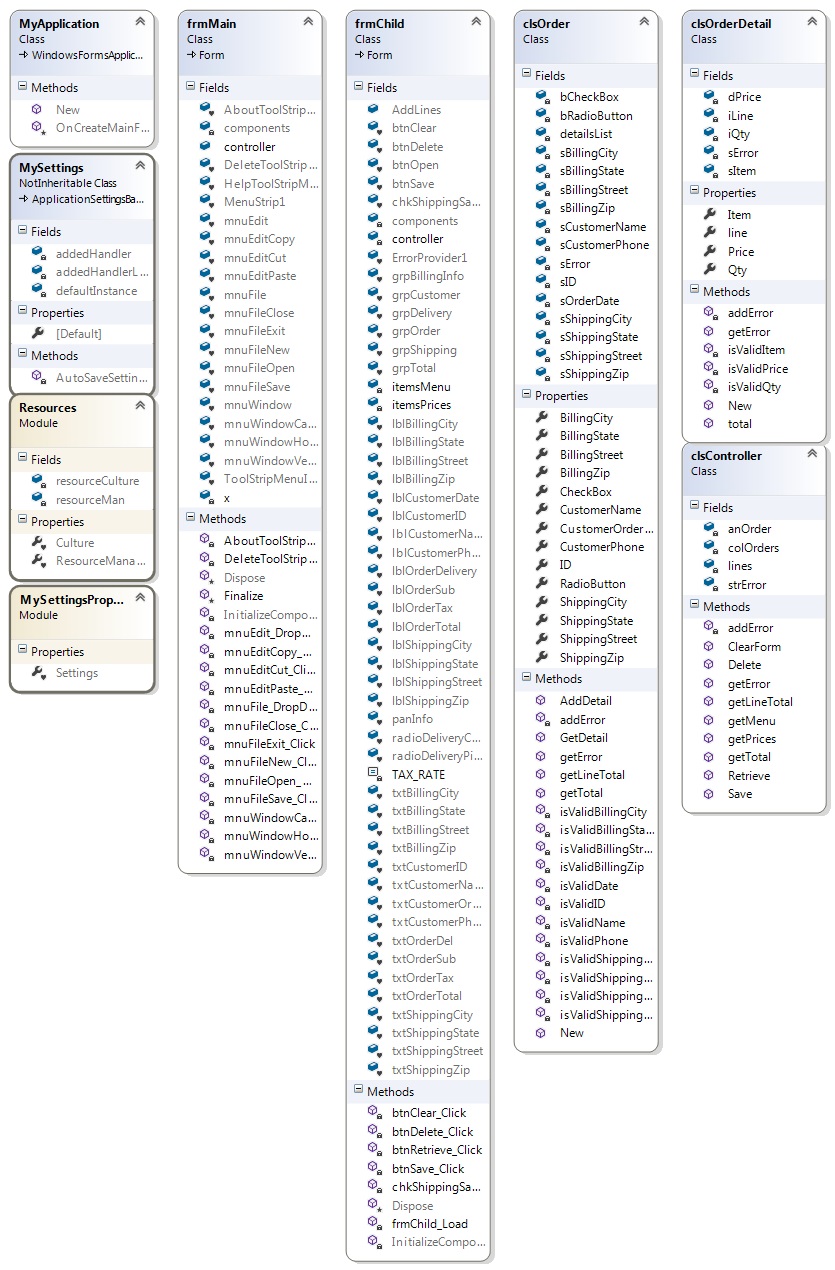 MyApplication
Class
WindowsFormsApplic...
Methods
New
OnCreateMainF...
MySettings
NotInheritable Class
ApplicationSettingsBa...
Fields
addedHandler
addedHandlerL...
defaultInstance
Properties
[Default]
Methods
AutoSaveSettin...
Resources
Module
Fields
resourceCulture
resourceMan
Properties
Culture
ResourceMana...
MySettingsProp...
Module
Properties
Settings
frmMain
Class
Form
Fields
AboutToolStrip...
components
controller
DeleteToolStrip...
HelpToolStripM...
MenuStrip1
mnuEdit
mnuEditCopy
mnuEditCut
mnuEditPaste
mnuFile
mnuFileClose
mnuFileExit
mnuFileNew
mnuFileOpen
mnuFileSave
mnuWindow
mnuWindowCa...
mnuWindowHo...
mnuWindowVe...
ToolStripMenuI...
x
Methods
AboutToolStrip...
DeleteToolStrip...
Dispose
Finalize
InitializeCompo...
mnuEdit_Drop...
mnuEditCopy_...
mnuEditCut_Cli...
mnuEditPaste_...
mnuFile_DropD...
mnuFileClose_C...
mnuFileExit_Click
mnuFileNew_Cl...
mnuFileOpen_...
mnuFileSave_Cl...
mnuWindowCa...
mnuWindowHo...
mnuWindowVe...
frmChild
Class
Form
Fields
AddLines
btnClear
btnDelete
btnOpen
btnSave
chkShippingSa...
components
controller
ErrorProvider1
grpBillingInfo
grpCustomer
grpDelivery
grpOrder
grpShipping
grpTotal
itemsMenu
itemsPrices
lblBillingCity
lblBillingState
lblBillingStreet
lblBillingZip
lblCustomerDate
lblCustomerID
lblCustomerNa...
lblCustomerPh...
lblOrderDelivery
lblOrderSub
lblOrderTax
lblOrderTotal
lblShippingCity
lblShippingState
lblShippingStreet
lblShippingZip
panInfo
radioDeliveryC...
radioDeliveryPi...
TAX_RATE
txtBillingCity
txtBillingState
txtBillingStreet
txtBillingZip
txtCustomerID
txtCustomerNa...
txtCustomerOr...
txtCustomerPh...
txtOrderDel
txtOrderSub
txtOrderTax
txtOrderTotal
txtShippingCity
txtShippingState
txtShippingStreet
txtShippingZip
Methods
btnClear_Click
btnDelete_Click
btnRetrieve_Click
btnSave_Click
chkShippingSa...
Dispose
frmChild_Load
InitializeCompo...
clsOrder
Class
Fields
bCheckBox
bRadioButton
detailsList
sBillingCity
sBillingState
sBillingStreet
sBillingZip
sCustomerName
sCustomerPhone
sError
sID
sOrderDate
sShippingCity
sShippingState
sShippingStreet
sShippingZip
Properties
BillingCity
BillingState
BillingStreet
BillingZip
CheckBox
CustomerName
CustomerOrder...
CustomerPhone
ID
RadioButton
ShippingCity
ShippingState
ShippingStreet
ShippingZip
Methods
AddDetail
addError
GetDetail
getError
getLineTotal
getTotal
isValidBillingCity
isValidBillingSta...
isValidBillingStr...
isValidBillingZip
isValidDate
isValidID
isValidName
isValidPhone
isValidShipping...
isValidShipping...
isValidShipping...
isValidShipping...
New
clsOrderDetail
Class
Fields
dPrice
iLine
iQty
sError
sItem
Properties
Item
line
Price
Qty
Methods
addError
getError
isValidItem
isValidPrice
isValidQty
New
total
clsController
Class
Fields
anOrder
colOrders
lines
strError
Methods
addError
ClearForm
Delete
getError
getLineTotal
getMenu
getPrices
getTotal
Retrieve
Save